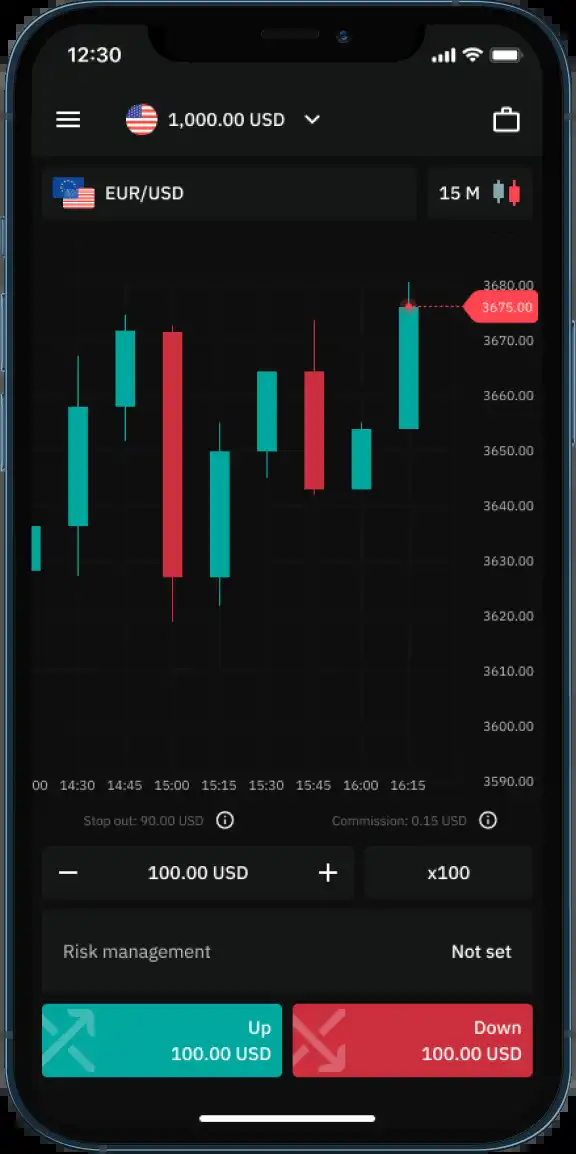 12:30
1,000.00 USD
EUR/USD
15 M
3680.00
3675.00
3670.00
3660.00
3650.00
3640.00
3630.00
3620.00
3610.00
3600.00
3590.00
00 14:30 14:45 15:00 15:15 15:30 15:45 16:00 16:15
Stop out: 90.00 USD
Commission: 0.15 USD
− 100.00 USD +
x100
Risk management
Not set
Up
100.00 USD
Down
100.00 USD